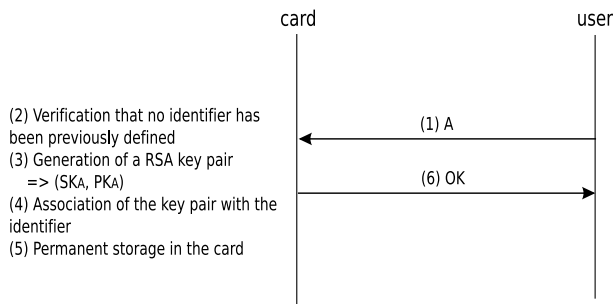 card
user
(2) Verification that no identifier has
been previously defined
(3) Generation of a RSA key pair
=> (SKA, PKA)
(4) Association of the key pair with the
identifier
(5) Permanent storage in the card
(1) A
(6) OK